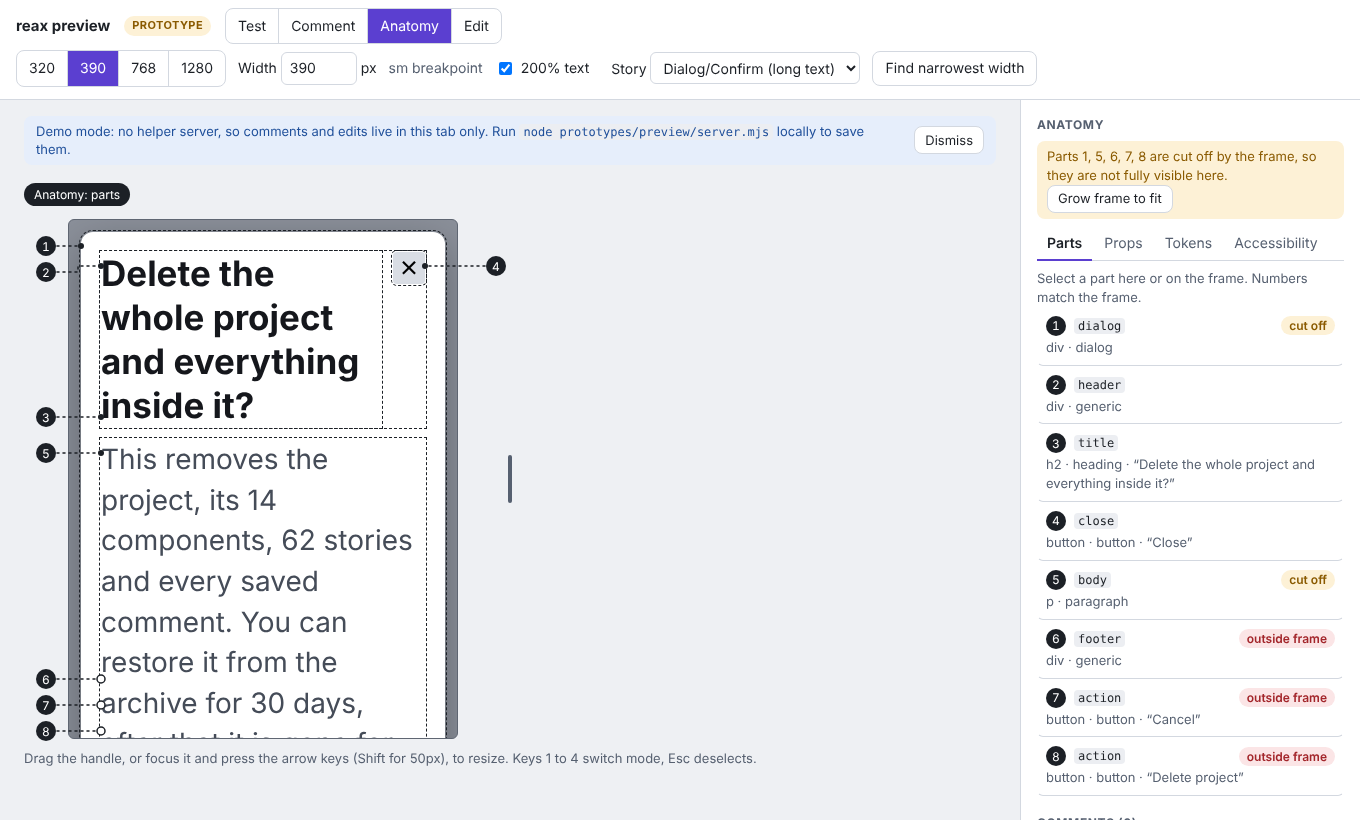 reax preview PROTOTYPE Test Comment Anatomy Edit
320 390 768 1280 Width 390 px sm breakpoint 200% text Story Dialog/Confirm (long text) Find narrowest width
Demo mode: no helper server, so comments and edits live in this tab only. Run node prototypes/preview/server.mjs locally to save
them.
Dismiss
Anatomy: parts
1
2
3
5
6
7
8
4
Delete the
whole project
and everything
inside it?
This removes the
project, its 14
components, 62 stories
and every saved
comment. You can
restore it from the
archive for 30 days,
after that it is gone for
Drag the handle, or focus it and press the arrow keys (Shift for 50px), to resize. Keys 1 to 4 switch mode, Esc deselects.
ANATOMY
Parts 1, 5, 6, 7, 8 are cut off by the frame, so
they are not fully visible here.
Grow frame to fit
Parts Props Tokens Accessibility
Select a part here or on the frame. Numbers
match the frame.
1 dialog cut off
div · dialog
2 header
div · generic
3 title
h2 · heading · “Delete the whole project and
everything inside it?”
4 close
button · button · “Close”
5 body cut off
p · paragraph
6 footer outside frame
div · generic
7 action outside frame
button · button · “Cancel”
8 action outside frame
button · button · “Delete project”